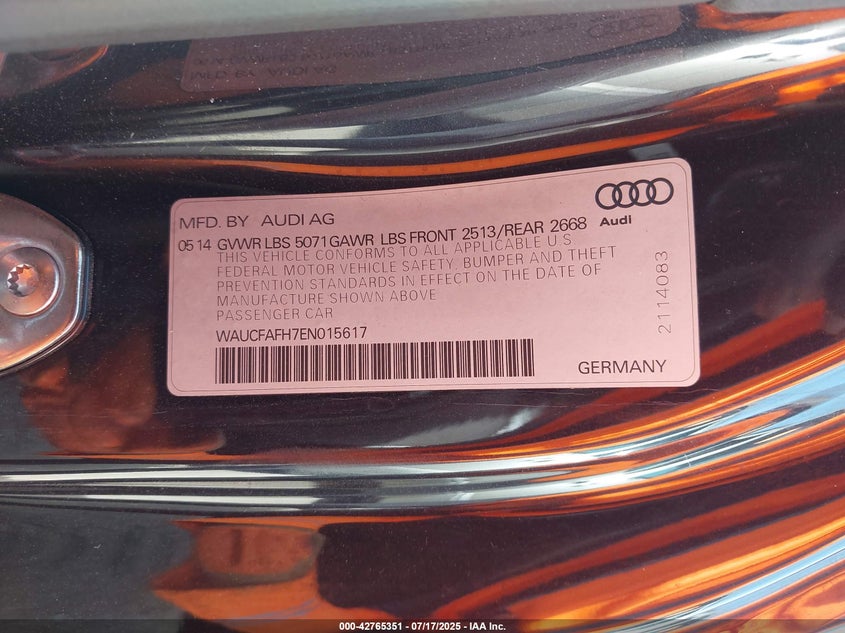 MFD. BY AUDI AG
Audi
05 14 GVWR LBS 5071 GAWR LBS FRONT 2513/REAR 2668
THIS VEHICLE CONFORMS TO ALL APPLICABLE U S
FEDERAL MOTOR VEHICLE SAFETY, BUMPER AND THEFT
PREVENTION STANDARDS IN EFFECT ON THE DATE OF
MANUFACTURE SHOWN ABOVE
PASSENGER CAR
WAUCFAFH7EN015617
2114083
GERMANY
000-42765351 / 07/17/2025 - IAA Inc.